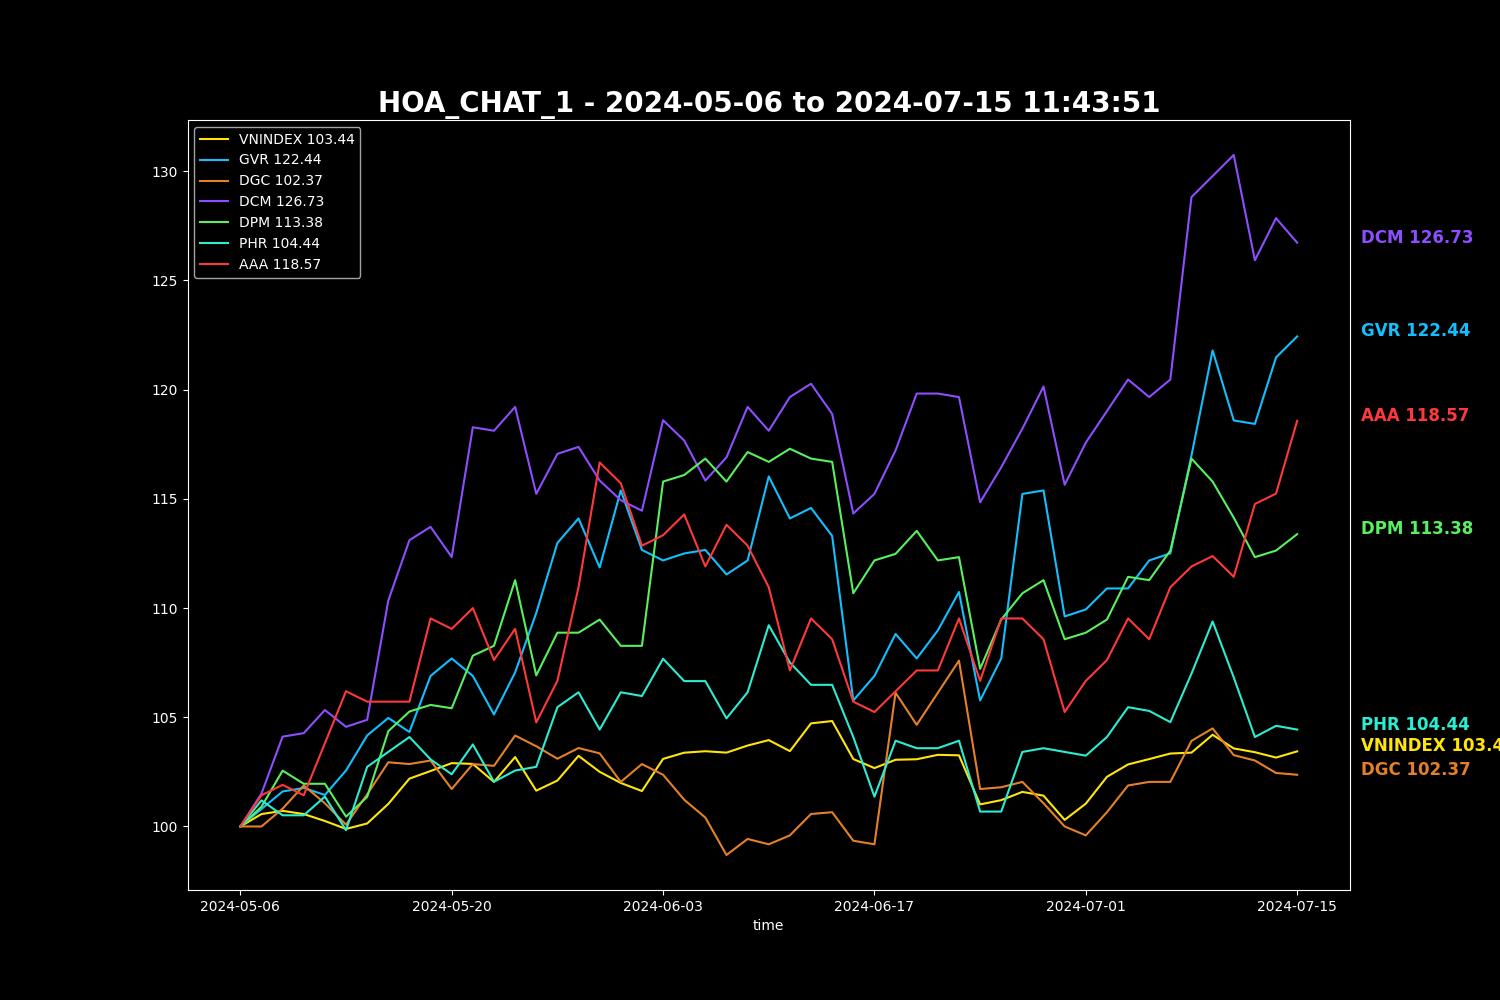 HOA_CHAT_1 - 2024-05-06 to 2024-07-15 11:43:51
VNINDEX 103.44
GVR 122.44
DGC 102.37
DCM 126.73
DPM 113.38
PHR 104.44
AAA 118.57
130
125
120
115
110
105
100
DCM 126.73
GVR 122.44
AAA 118.57
DPM 113.38
PHR 104.44
VNINDEX 103.4
DGC 102.37
2024-05-06 2024-05-20 2024-06-03 2024-06-17 2024-07-01 2024-07-15
time